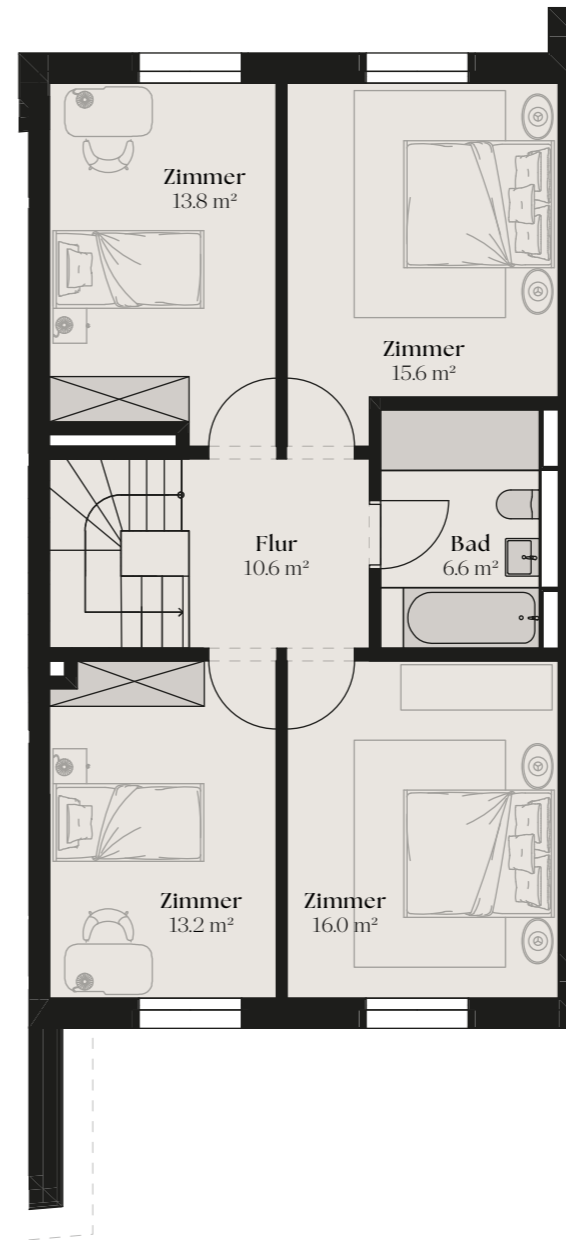 Zimmer
13.8 m²
Zimmer
15.6 m²
Flur
10.6 m²
Bad
6.6 m²
Zimmer
13.2 m²
Zimmer
16.0 m²